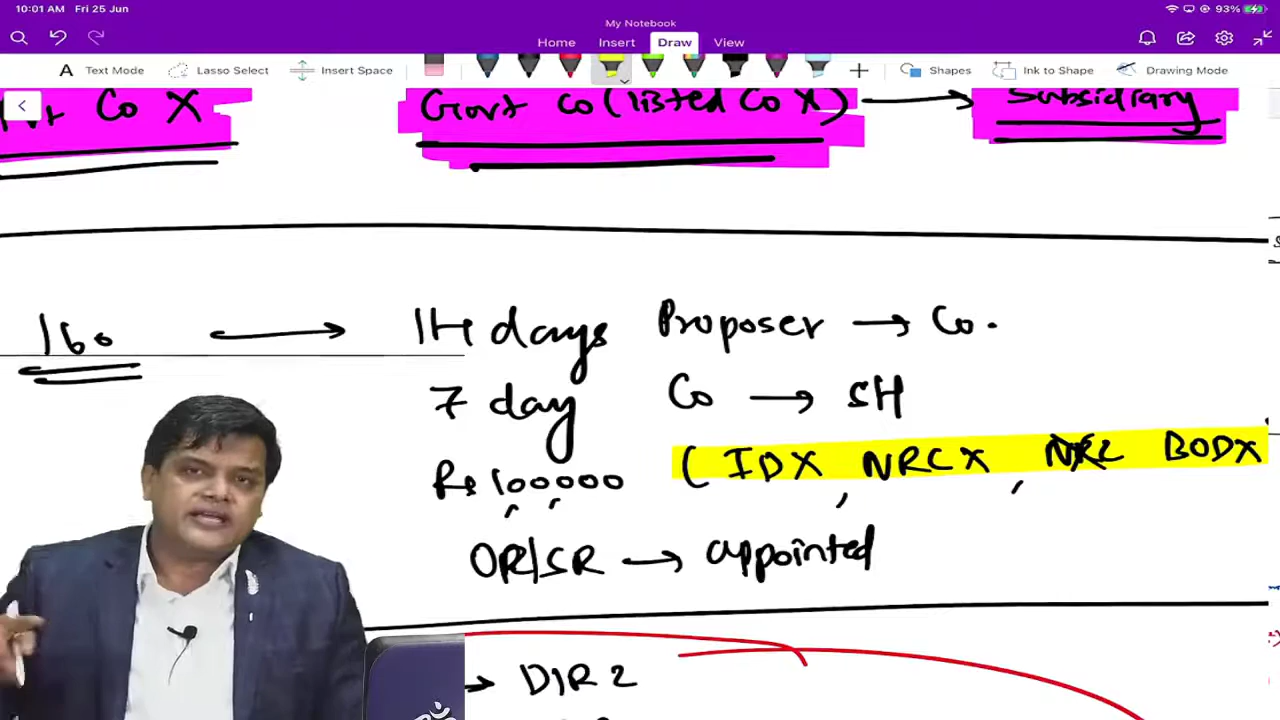 10:01 AM Fri 25 Jun
93%
My Notebook
Home Insert Draw View
Text Mode Lasso Select Insert Space Shapes Ink to Shape Drawing Mode
Co X Govt Co (listed Co X) → Subsidiary
160 → 14 days Proposer → Co.
7 day Co → SH
Rs 100000 ( IDX, NRCX, BODX
OR/SR → appointed
→ DIR 2